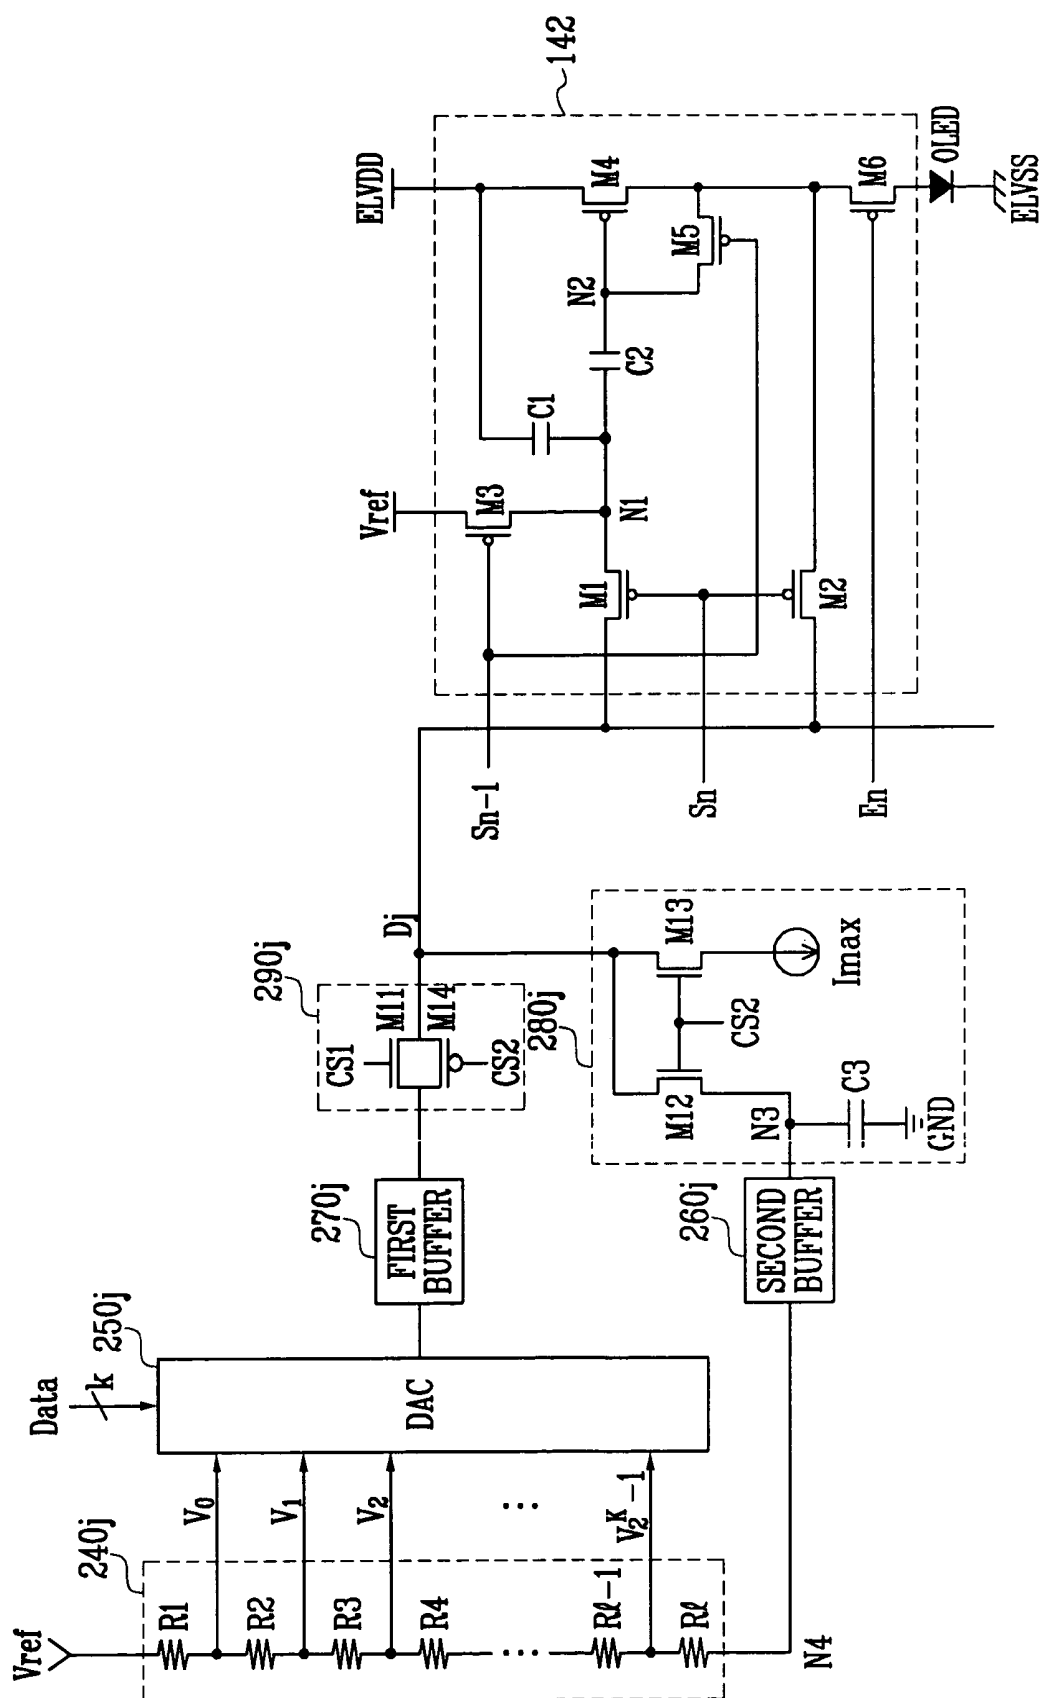 Vref
240j
R1
R2
R3
R4
...
Rℓ-1
Rℓ
N4
V0
V1
V2
...
V2^K-1
Data
k
250j
DAC
270j
FIRST
BUFFER
260j
SECOND
BUFFER
290j
CS1
M11
M14
CS2
Dj
280j
M12
M13
CS2
N3
C3
GND
Imax
Sn-1
Sn
En
142
Vref
M3
ELVDD
C1
N1
M1
M2
C2
N2
M4
M5
M6
OLED
ELVSS